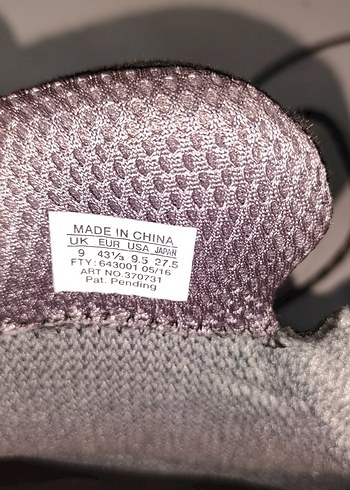 MADE IN CHINA
UK EUR USA JAPAN
9 43⅓ 9.5 27.5
FTY: 643001 05/16
ART NO.370731
Pat. Pending